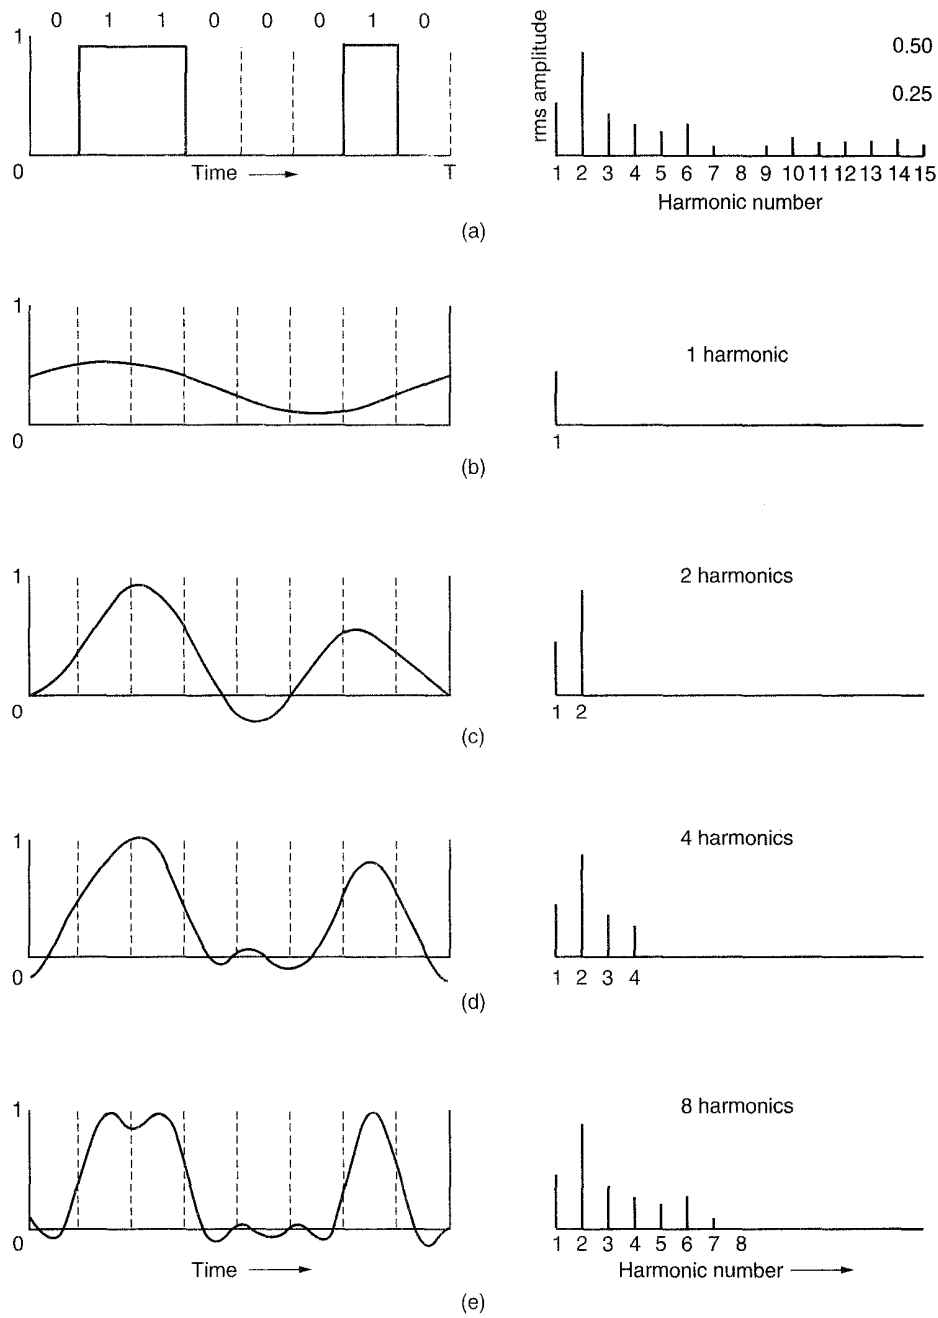 0 1 1 0 0 0 1 0
1
0
Time
T
rms amplitude
0.50
0.25
1 2 3 4 5 6 7 8 9 10 11 12 13 14 15
Harmonic number
(a)
1
0
1 harmonic
1
(b)
1
0
2 harmonics
1 2
(c)
1
0
4 harmonics
1 2 3 4
(d)
1
0
Time
8 harmonics
1 2 3 4 5 6 7 8
Harmonic number
(e)